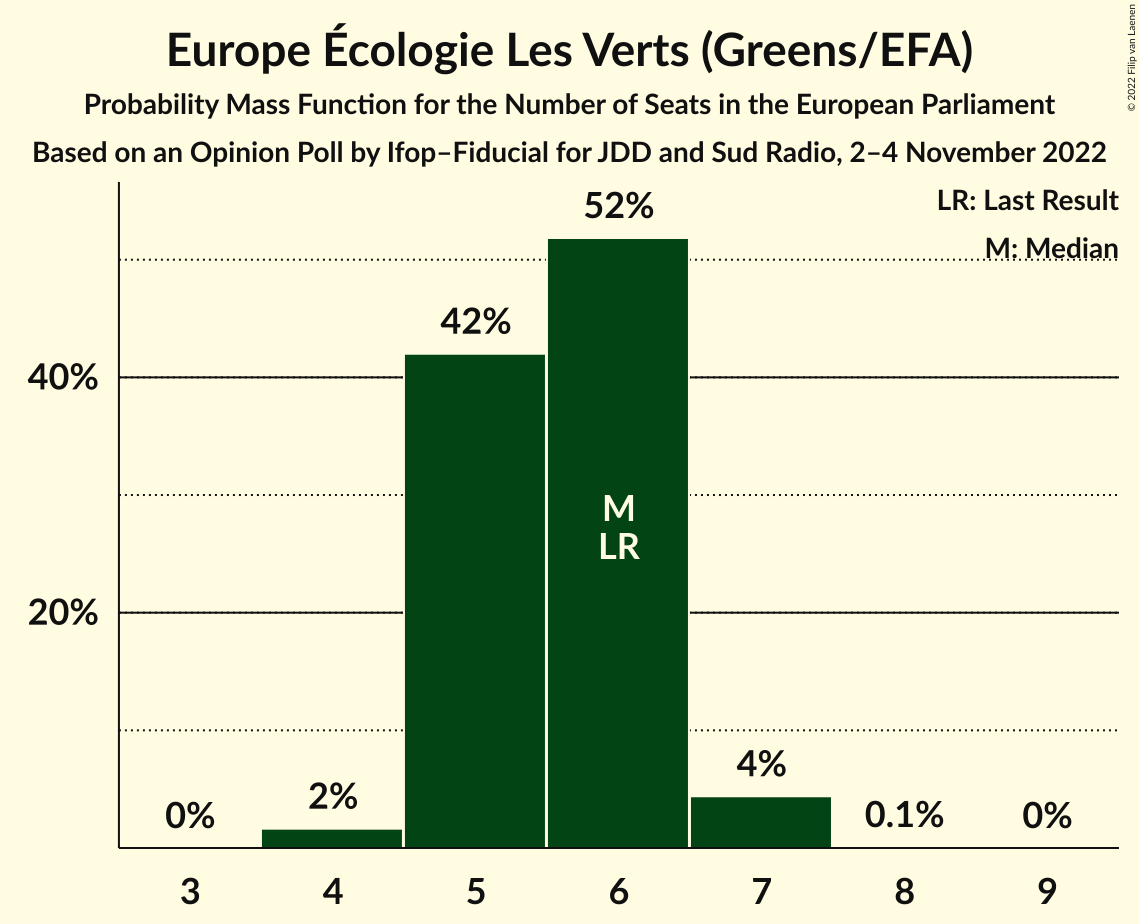 Europe Écologie Les Verts (Greens/EFA)
Probability Mass Function for the Number of Seats in the European Parliament
Based on an Opinion Poll by Ifop–Fiducial for JDD and Sud Radio, 2–4 November 2022
© 2022 Filip van Laenen
LR: Last Result
M: Median
52%
42%
40%
M
LR
20%
4%
2%
0%
0.1%
0%
3 4 5 6 7 8 9